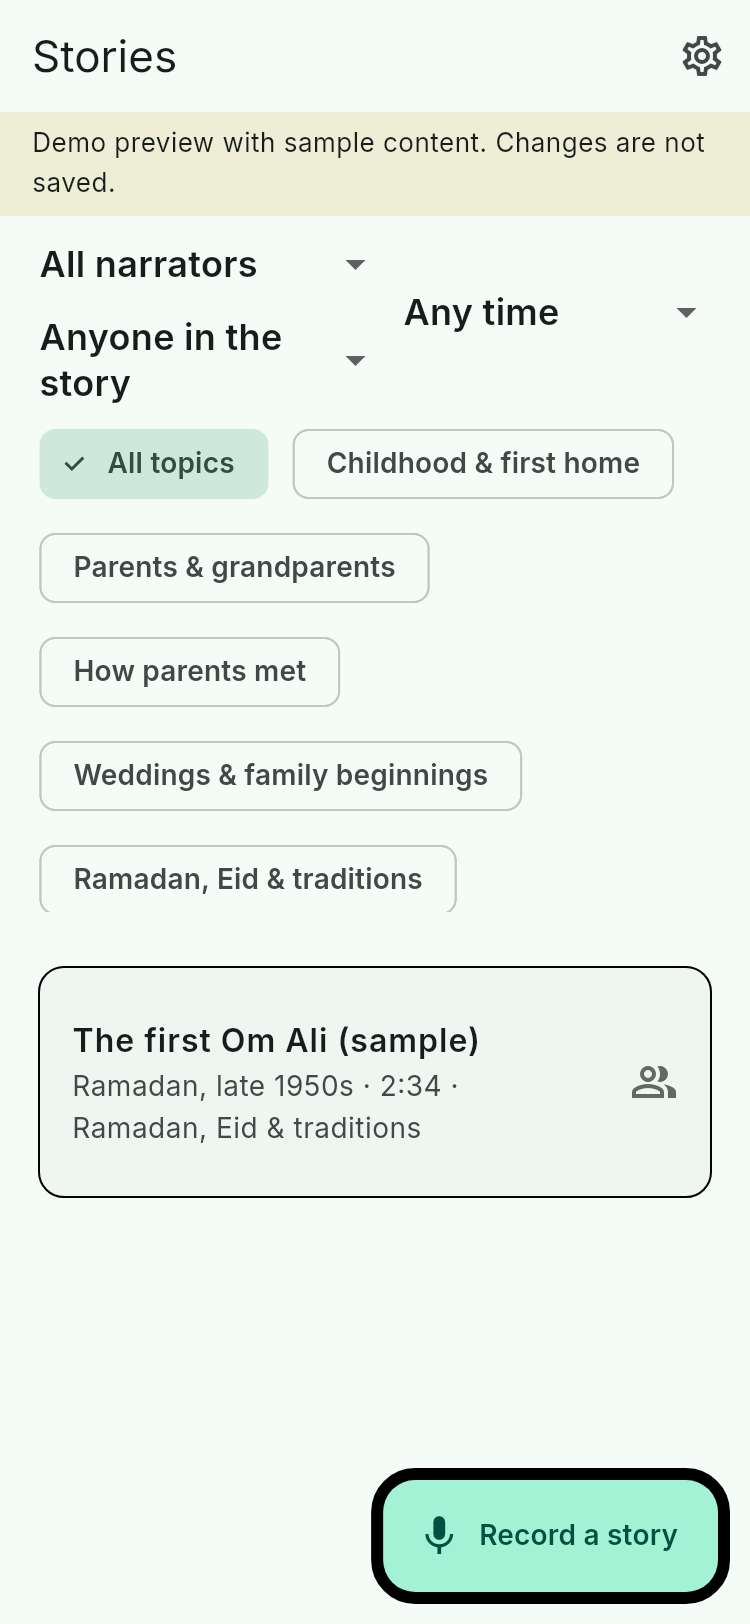 Stories
Demo preview with sample content. Changes are not
saved.
All narrators
Any time
Anyone in the
story
All topics
Childhood & first home
Parents & grandparents
How parents met
Weddings & family beginnings
Ramadan, Eid & traditions
The first Om Ali (sample)
Ramadan, late 1950s · 2:34 ·
Ramadan, Eid & traditions
Record a story